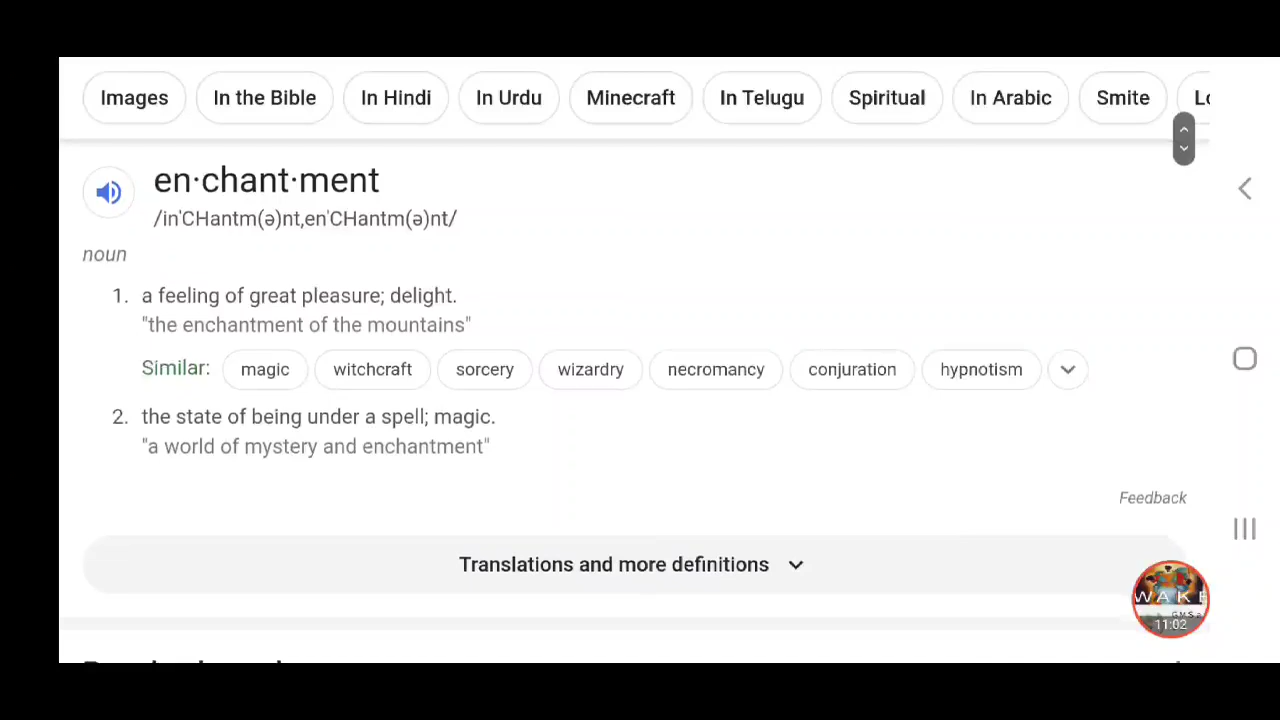 Images In the Bible In Hindi In Urdu Minecraft In Telugu Spiritual In Arabic Smite
en·chant·ment
/inˈCHantm(ə)nt,enˈCHantm(ə)nt/
noun
1. a feeling of great pleasure; delight.
"the enchantment of the mountains"
Similar: magic witchcraft sorcery wizardry necromancy conjuration hypnotism
2. the state of being under a spell; magic.
"a world of mystery and enchantment"
Feedback
Translations and more definitions
WAKE
11:02